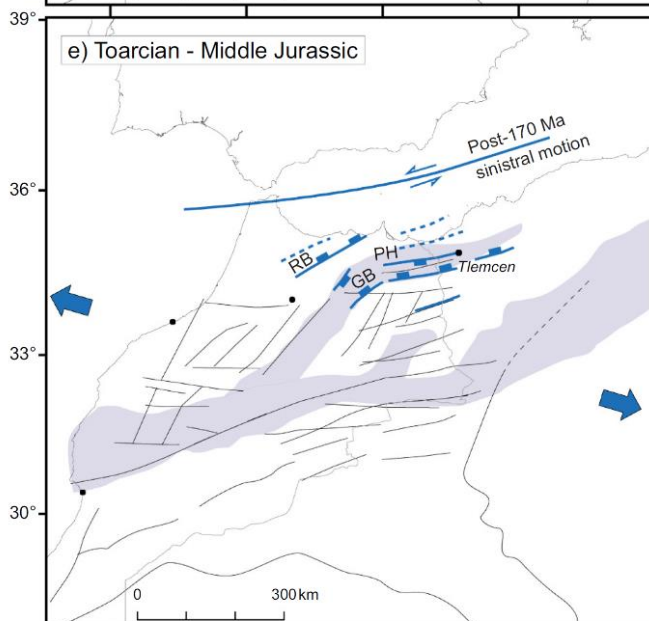 39°
e) Toarcian - Middle Jurassic
Post-170 Ma
sinistral motion
36°
RB
PH
GB
Tlemcen
33°
30°
0
300 km